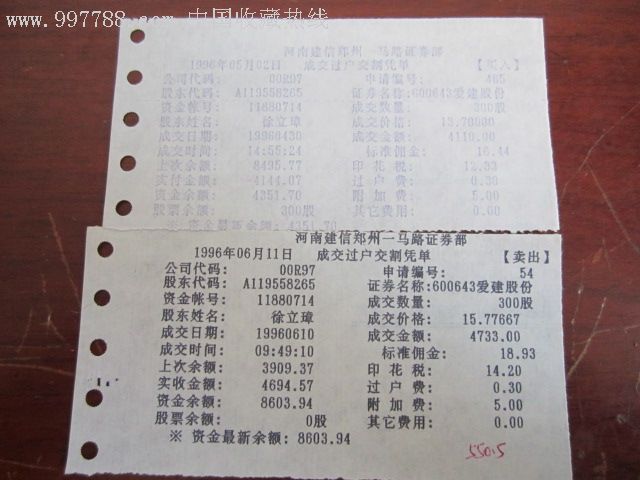 www.997788.com 中国收藏热线
河南建信郑州一马路证券部
1996年05月02日 成交过户交割凭单 【买入】
公司代码: 00R97 申请编号: 465
股东代码: A119558265 证券名称:600643爱建股份
资金帐号: 11880714 成交数量: 300股
股东姓名: 徐立璋 成交价格: 13.70000
成交日期: 19960430 成交金额: 4110.00
成交时间: 14:55:24 标准佣金: 16.44
上次余额: 8495.77 印 花 税: 12.33
实付金额: -4144.07 过 户 费: 0.30
资金余额: 4351.70 附 加 费: 5.00
股票余额: 300股 其它费用: 0.00
※ 资金最新余额: 4351.70
河南建信郑州一马路证券部
1996年06月11日 成交过户交割凭单 【卖出】
公司代码: 00R97 申请编号: 54
股东代码: A119558265 证券名称:600643爱建股份
资金帐号: 11880714 成交数量: 300股
股东姓名: 徐立璋 成交价格: 15.77667
成交日期: 19960610 成交金额: 4733.00
成交时间: 09:49:10 标准佣金: 18.93
上次余额: 3909.37 印 花 税: 14.20
实收金额: 4694.57 过 户 费: 0.30
资金余额: 8603.94 附 加 费: 5.00
股票余额: 0股 其它费用: 0.00
※ 资金最新余额: 8603.94
5505